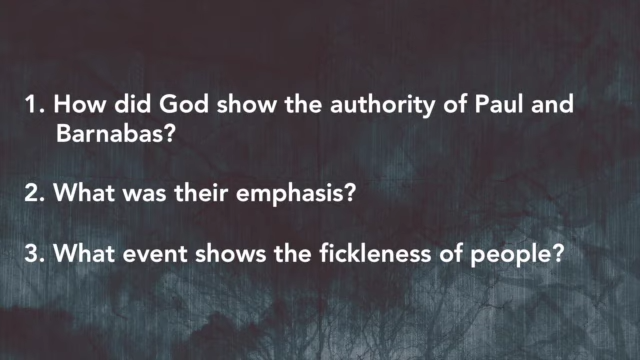 1. How did God show the authority of Paul and
Barnabas?
2. What was their emphasis?
3. What event shows the fickleness of people?